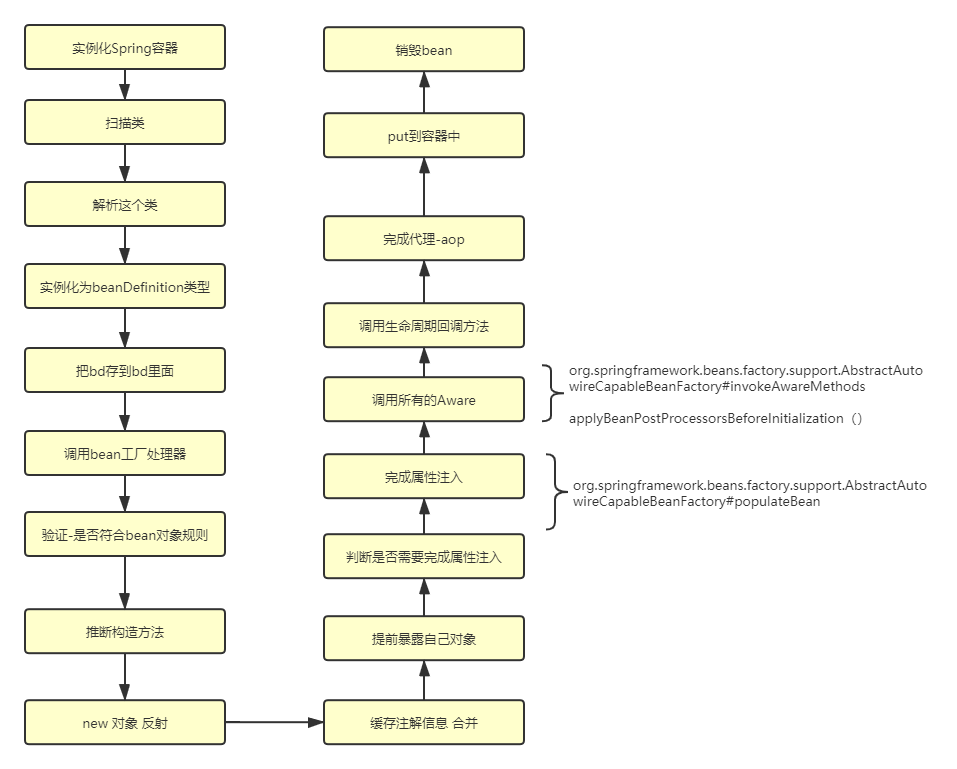 实例化Spring容器
扫描类
解析这个类
实例化为beanDefinition类型
把bd存到bd里面
调用bean工厂处理器
验证-是否符合bean对象规则
推断构造方法
new 对象 反射
缓存注解信息 合并
提前暴露自己对象
判断是否需要完成属性注入
完成属性注入
org.springframework.beans.factory.support.AbstractAuto
wireCapableBeanFactory#populateBean
调用所有的Aware
org.springframework.beans.factory.support.AbstractAuto
wireCapableBeanFactory#invokeAwareMethods
applyBeanPostProcessorsBeforeInitialization（）
调用生命周期回调方法
完成代理-aop
put到容器中
销毁bean